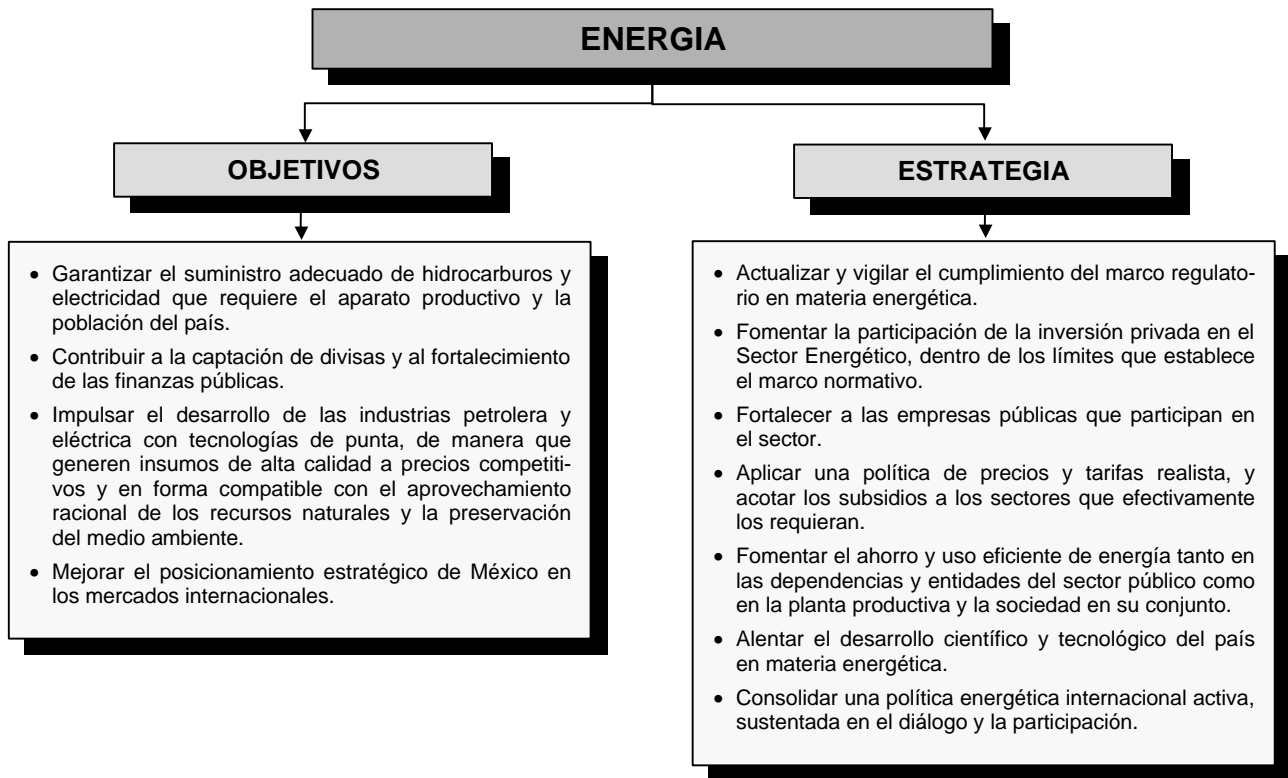 ENERGIA
OBJETIVOS
• Garantizar el suministro adecuado de hidrocarburos y
electricidad que requiere el aparato productivo y la
población del país.
• Contribuir a la captación de divisas y al fortalecimiento
de las finanzas públicas.
• Impulsar el desarrollo de las industrias petrolera y
eléctrica con tecnologías de punta, de manera que
generen insumos de alta calidad a precios competiti-
vos y en forma compatible con el aprovechamiento
racional de los recursos naturales y la preservación
del medio ambiente.
• Mejorar el posicionamiento estratégico de México en
los mercados internacionales.
ESTRATEGIA
• Actualizar y vigilar el cumplimiento del marco regulato-
rio en materia energética.
• Fomentar la participación de la inversión privada en el
Sector Energético, dentro de los límites que establece
el marco normativo.
• Fortalecer a las empresas públicas que participan en
el sector.
• Aplicar una política de precios y tarifas realista, y
acotar los subsidios a los sectores que efectivamente
los requieran.
• Fomentar el ahorro y uso eficiente de energía tanto en
las dependencias y entidades del sector público como
en la planta productiva y la sociedad en su conjunto.
• Alentar el desarrollo científico y tecnológico del país
en materia energética.
• Consolidar una política energética internacional activa,
sustentada en el diálogo y la participación.